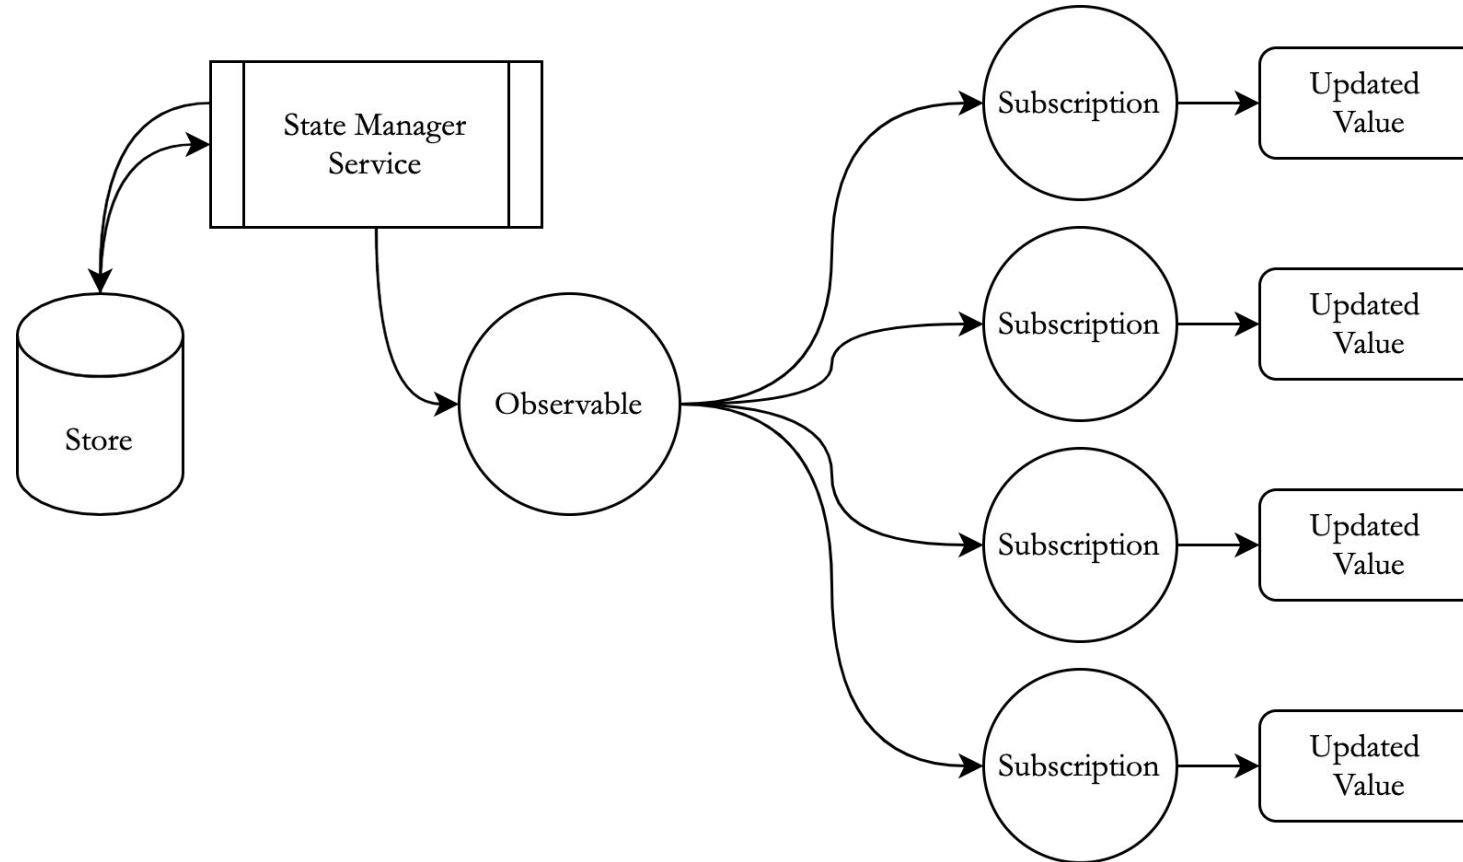 State Manager
Service
Store
Observable
Subscription
Updated
Value
Subscription
Updated
Value
Subscription
Updated
Value
Subscription
Updated
Value